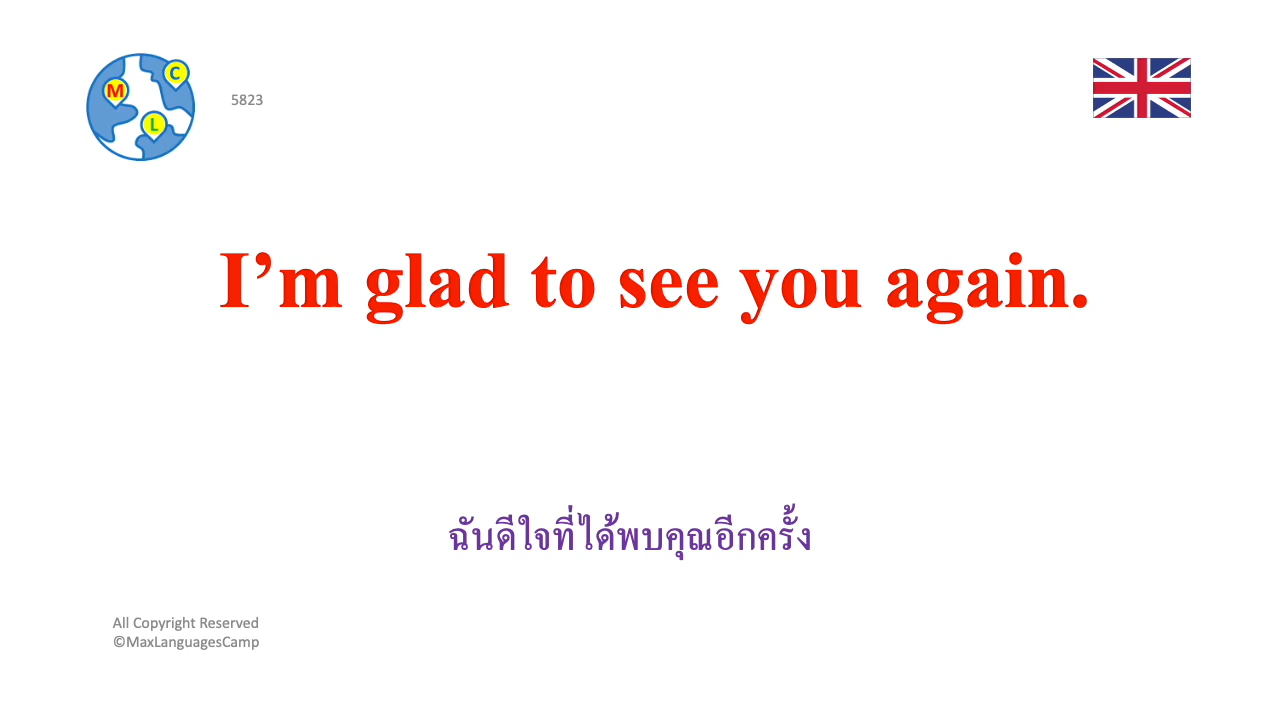 C
M
L
5823
I’m glad to see you again.
ฉันดีใจที่ได้พบคุณอีกครั้ง
All Copyright Reserved
©MaxLanguagesCamp